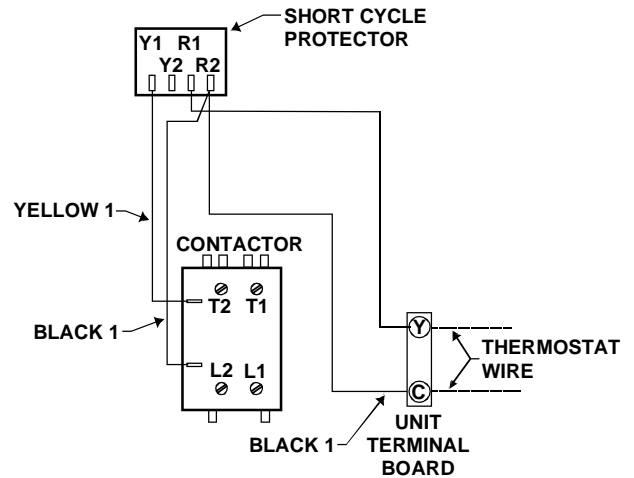 SHORT CYCLE
PROTECTOR
Y1 R1
Y2 R2
YELLOW 1
CONTACTOR
T2 T1
BLACK 1
L2 L1
Y
THERMOSTAT
WIRE
C
BLACK 1
UNIT
TERMINAL
BOARD